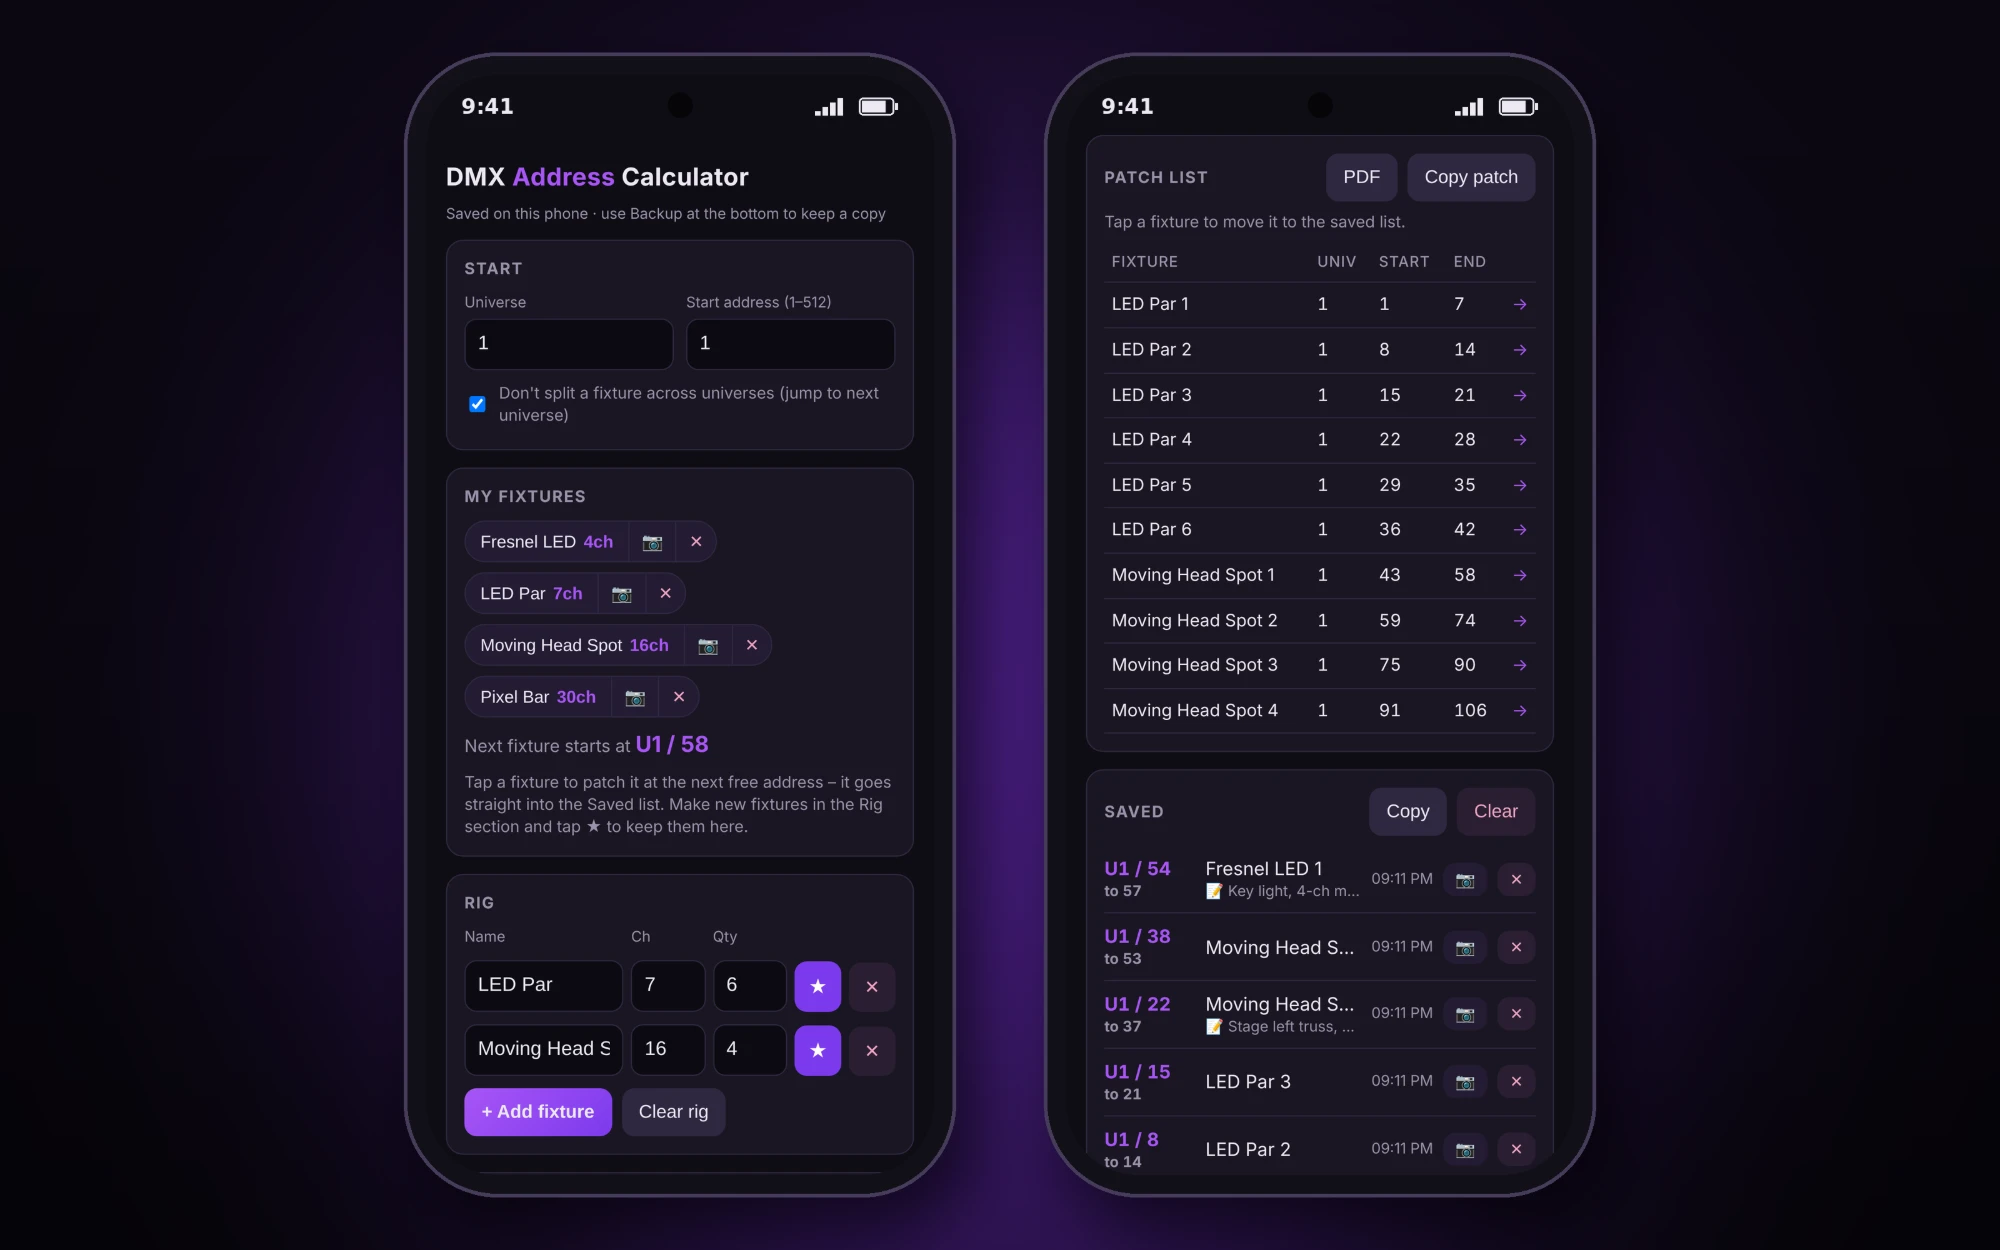 9:41
DMX Address Calculator
Saved on this phone · use Backup at the bottom to keep a copy
START
Universe
Start address (1–512)
1
1
Don't split a fixture across universes (jump to next
universe)
MY FIXTURES
Fresnel LED 4ch
✕
LED Par 7ch
✕
Moving Head Spot 16ch
✕
Pixel Bar 30ch
✕
Next fixture starts at U1 / 58
Tap a fixture to patch it at the next free address – it goes
straight into the Saved list. Make new fixtures in the Rig
section and tap ★ to keep them here.
RIG
Name Ch Qty
LED Par 7 6 ★ ✕
Moving Head S 16 4 ★ ✕
+ Add fixture Clear rig
9:41
PATCH LIST PDF Copy patch
Tap a fixture to move it to the saved list.
FIXTURE UNIV START END
LED Par 1 1 1 7 →
LED Par 2 1 8 14 →
LED Par 3 1 15 21 →
LED Par 4 1 22 28 →
LED Par 5 1 29 35 →
LED Par 6 1 36 42 →
Moving Head Spot 1 1 43 58 →
Moving Head Spot 2 1 59 74 →
Moving Head Spot 3 1 75 90 →
Moving Head Spot 4 1 91 106 →
SAVED Copy Clear
U1 / 54 Fresnel LED 1 09:11 PM ✕
to 57 📝 Key light, 4-ch m...
U1 / 38 Moving Head S... 09:11 PM ✕
to 53
U1 / 22 Moving Head S... 09:11 PM ✕
to 37 📝 Stage left truss, ...
U1 / 15 LED Par 3 09:11 PM ✕
to 21
U1 / 8 LED Par 2 09:11 PM ✕
to 14